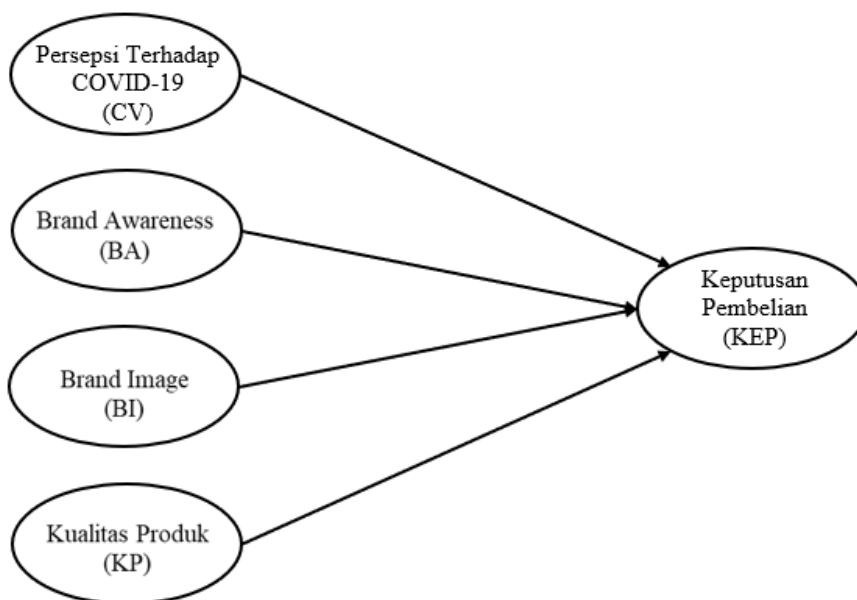 Persepsi Terhadap
COVID-19
(CV)
Brand Awareness
(BA)
Brand Image
(BI)
Kualitas Produk
(KP)
Keputusan
Pembelian
(KEP)